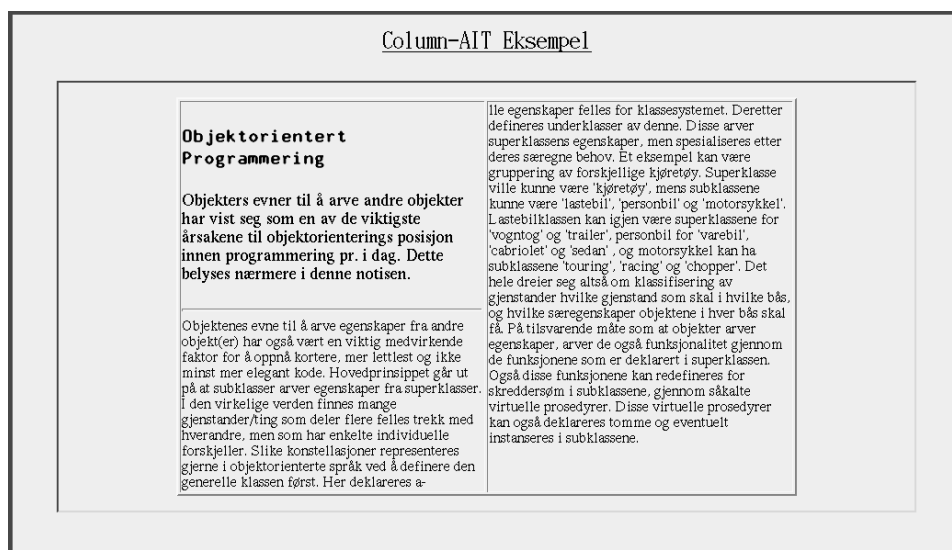 Column-AIT Eksempel
Objektorientert
Programmering
Objekters evner til å arve andre objekter
har vist seg som en av de viktigste
årsakene til objektorienterings posisjon
innen programmering pr. i dag. Dette
belyses nærmere i denne notisen.
Objektenes evne til å arve egenskaper fra andre
objekt(er) har også vært en viktig medvirkende
faktor for å oppnå kortere, mer lettlest og ikke
minst mer elegant kode. Hovedprinsippet går ut
på at subklasser arver egenskaper fra superklasser.
I den virkelige verden finnes mange
gjenstander/ting som deler flere felles trekk med
hverandre, men som har enkelte individuelle
forskjeller. Slike konstellasjoner representeres
gjerne i objektorienterte språk ved å definere den
generelle klassen først. Her deklareres a-
lle egenskaper felles for klassesystemet. Deretter
defineres underklasser av denne. Disse arver
superklassens egenskaper, men spesialiseres etter
deres særegne behov. Et eksempel kan være
gruppering av forskjellige kjøretøy. Superklasse
ville kunne være 'kjøretøy', mens subklassene
kunne være 'lastebil', 'personbil' og 'motorsykkel'.
Lastebilklassen kan igjen være superklassene for
'vogntog' og 'trailer', personbil for 'varebil',
'cabriolet' og 'sedan' , og motorsykkel kan ha
subklassene 'touring', 'racing' og 'chopper'. Det
hele dreier seg altså om klassifisering av
gjenstander hvilke gjenstand som skal i hvilke bås,
og hvilke særegenskaper objektene i hver bås skal
få. På tilsvarende måte som at objekter arver
egenskaper, arver de også funksjonalitet gjennom
de funksjonene som er deklarert i superklassen.
Også disse funksjonene kan redefineres for
skreddersøm i subklassene, gjennom såkalte
virtuelle prosedyrer. Disse virtuelle prosedyrer
kan også deklareres tomme og eventuelt
instanseres i subklassene.